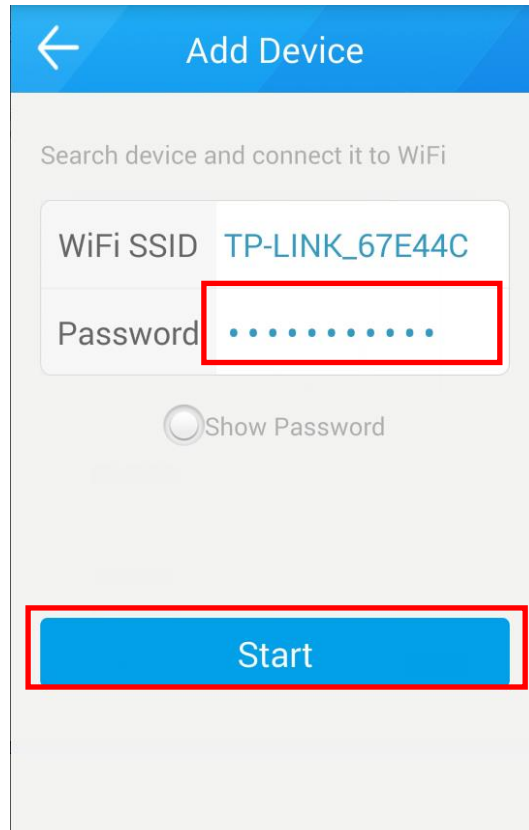 Add Device
Search device and connect it to WiFi
WiFi SSID TP-LINK_67E44C
Password •••••••••••
Show Password
Start